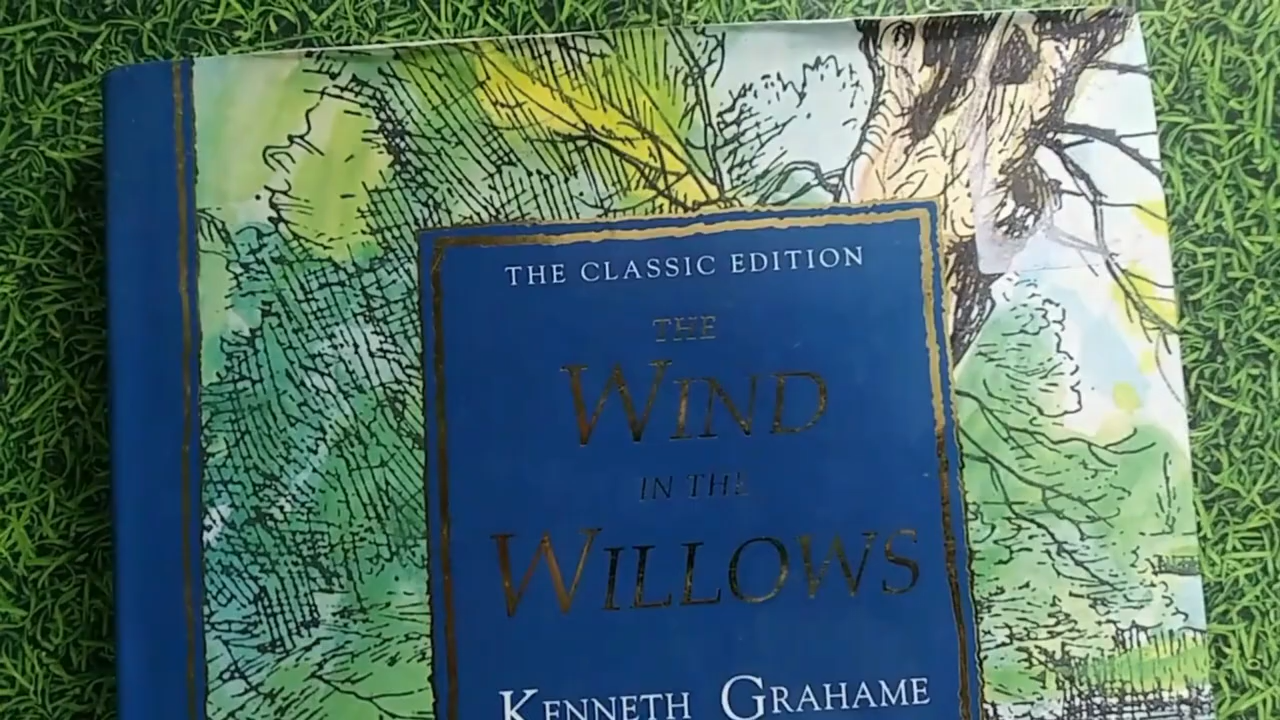 THE CLASSIC EDITION
THE
WIND
IN THE
WILLOWS
KENNETH GRAHAME